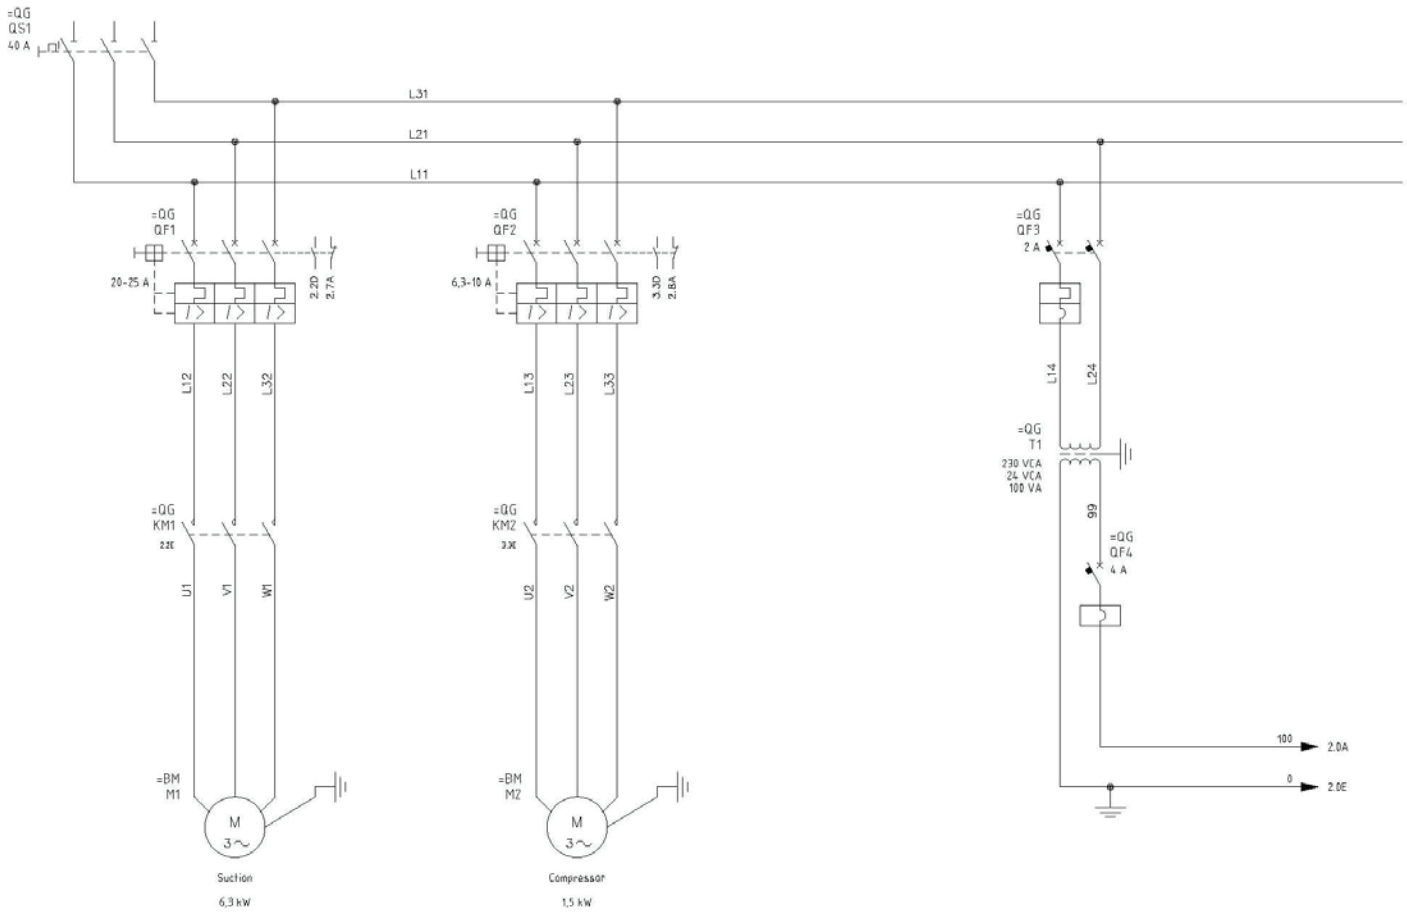 =QG
QS1
40 A
L31
L21
L11
=QG
QF1
20-25 A
2.2D
2.7A
=QG
QF2
6,3-10 A
3.3D
2.8A
=QG
QF3
2 A
L12
L22
L32
L13
L23
L33
L14
L24
=QG
T1
230 VCA
24 VCA
100 VA
=QG
KM1
2.2E
=QG
KM2
3.3E
99
=QG
QF4
4 A
U1
V1
W1
U2
V2
W2
100
2.0A
0
2.0E
=BM
M1
M
3~
=BM
M2
M
3~
Suction
6,3 kW
Compressor
1,5 kW